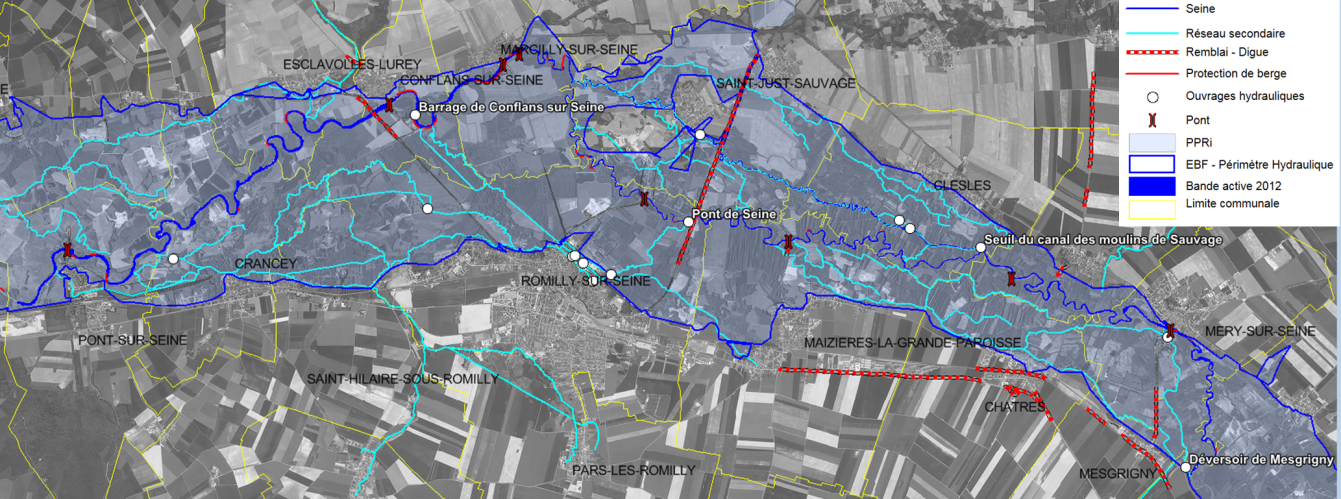 Seine
Réseau secondaire
Remblai - Digue
Protection de berge
Ouvrages hydrauliques
Pont
PPRi
EBF - Périmètre Hydraulique
Bande active 2012
Limite communale
MARCILLY-SUR-SEINE
ESCLAVOLLES-LUREY
CONFLANS-SUR-SEINE
SAINT-JUST-SAUVAGE
E
Barrage de Conflans sur Seine
CLESLES
Pont de Seine
Seuil du canal des moulins de Sauvage
CRANCEY
ROMILLY-SUR-SEINE
MERY-SUR-SEINE
PONT-SUR-SEINE
MAIZIERES-LA-GRANDE-PAROISSE
SAINT-HILAIRE-SOUS-ROMILLY
CHATRES
Déversoir de Mesgrigny
PARS-LES-ROMILLY
MESGRIGNY